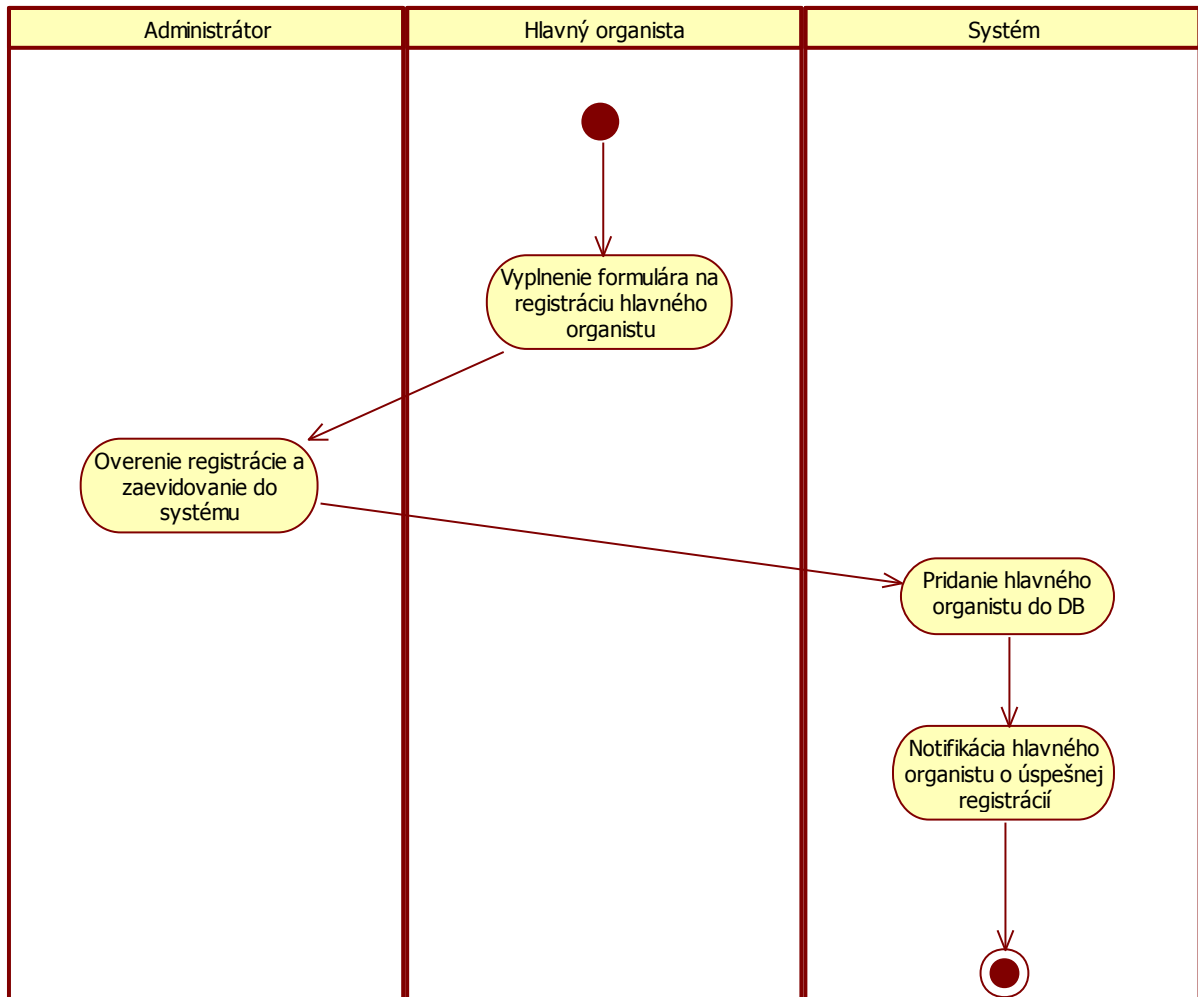 Administrátor
Hlavný organista
Systém
Vyplnenie formulára na
registráciu hlavného
organistu
Overenie registrácie a
zaevidovanie do
systému
Pridanie hlavného
organistu do DB
Notifikácia hlavného
organistu o úspešnej
registrácií